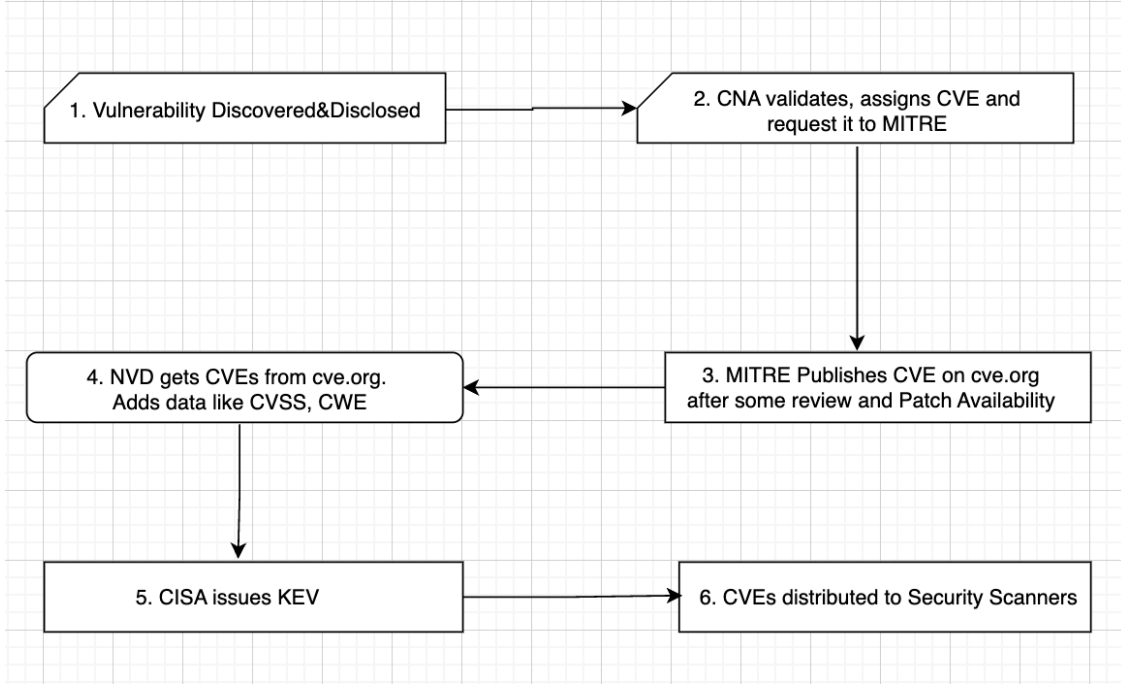 1. Vulnerability Discovered&Disclosed
2. CNA validates, assigns CVE and
request it to MITRE
3. MITRE Publishes CVE on cve.org
after some review and Patch Availability
4. NVD gets CVEs from cve.org.
Adds data like CVSS, CWE
5. CISA issues KEV
6. CVEs distributed to Security Scanners